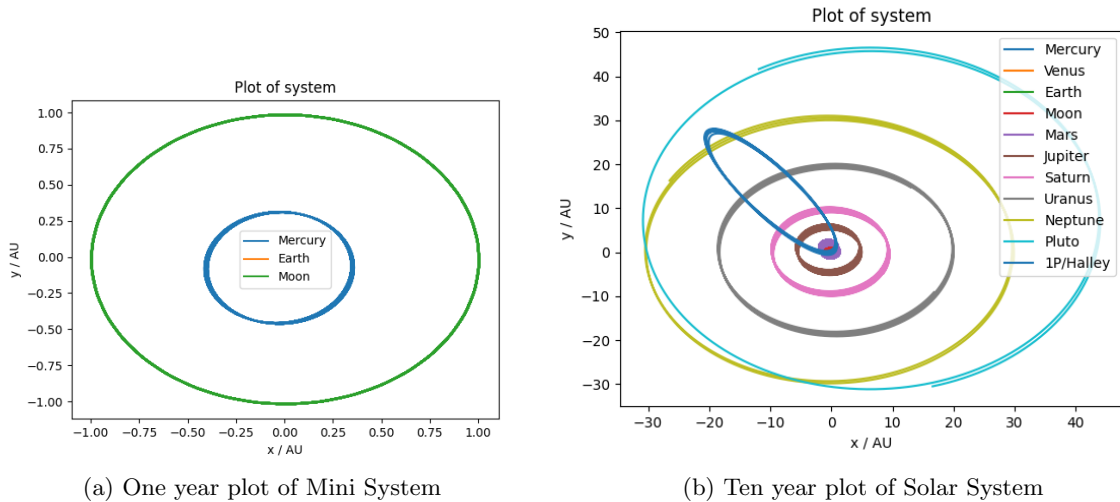 Plot of system
1.00
0.75
0.50
0.25
0.00
−0.25
−0.50
−0.75
−1.00
y / AU
Mercury
Earth
Moon
−1.00 −0.75 −0.50 −0.25 0.00 0.25 0.50 0.75 1.00
x / AU
(a) One year plot of Mini System
Plot of system
50
40
30
20
10
0
−10
−20
−30
y / AU
Mercury
Venus
Earth
Moon
Mars
Jupiter
Saturn
Uranus
Neptune
Pluto
1P/Halley
−30 −20 −10 0 10 20 30 40
x / AU
(b) Ten year plot of Solar System